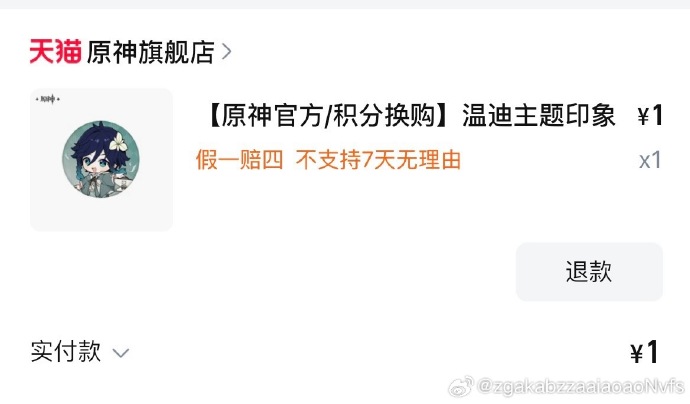 天猫 原神旗舰店
原神
【原神官方/积分换购】温迪主题印象 ¥1
假一赔四 不支持7天无理由 x1
退款
实付款 ¥1
@zgakabzzaaiaoaoNvfs